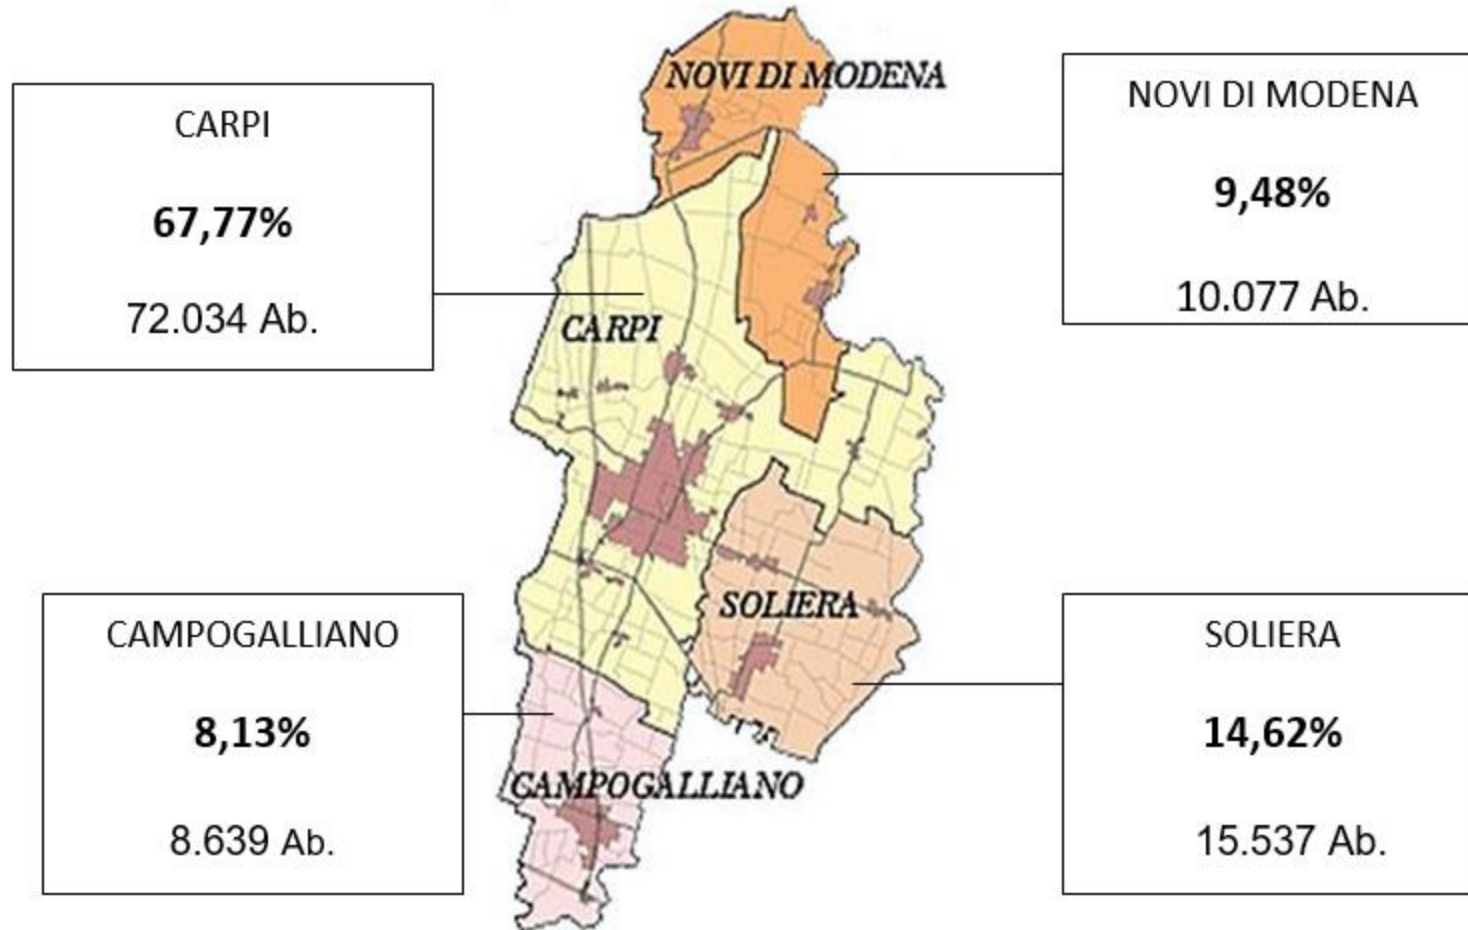 CARPI
67,77%
72.034 Ab.
NOVI DI MODENA
9,48%
10.077 Ab.
NOVI DI MODENA
CARPI
SOLIERA
CAMPOGALLIANO
CAMPOGALLIANO
8,13%
8.639 Ab.
SOLIERA
14,62%
15.537 Ab.